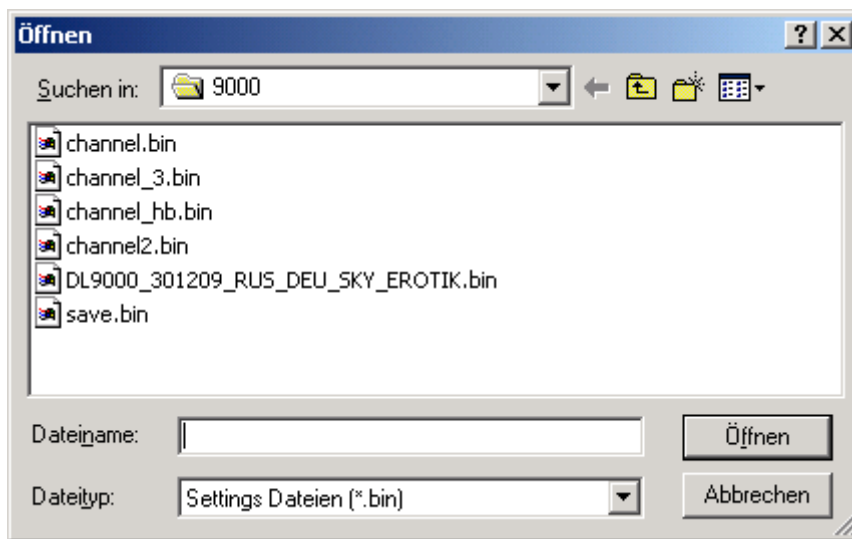 Öffnen
Suchen in: 9000
channel.bin
channel_3.bin
channel_hb.bin
channel2.bin
DL9000_301209_RUS_DEU_SKY_EROTIK.bin
save.bin
Dateiname: Öffnen
Dateityp: Settings Dateien (*.bin) Abbrechen